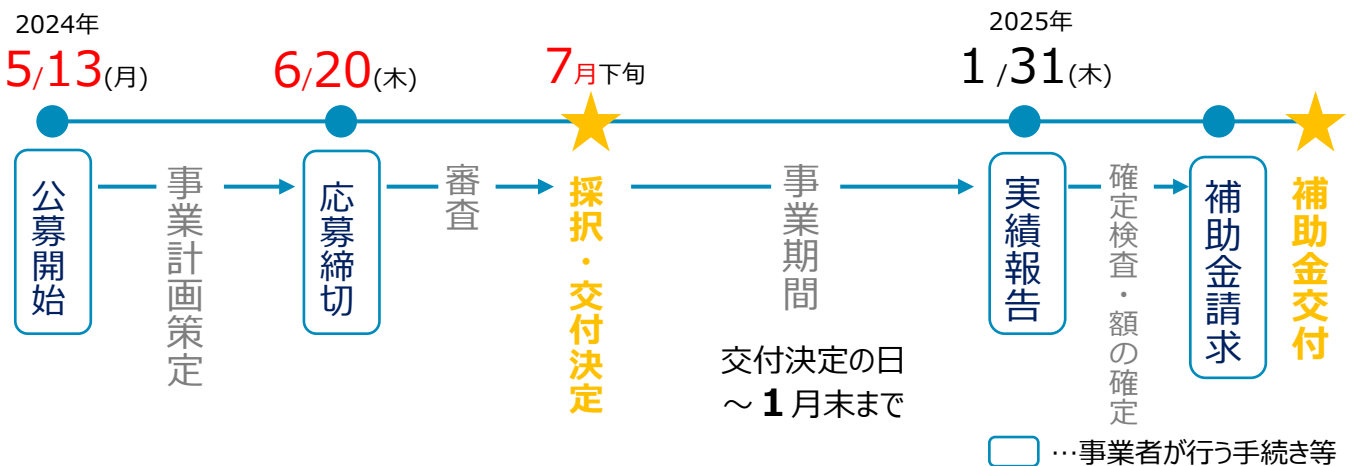 2024年
5/13(月)
6/20(木)
7月下旬
2025年
1/31(木)
公募開始
事業計画策定
応募締切
審査
採択・交付決定
事業期間
交付決定の日
～1月末まで
実績報告
確定検査・額の確定
補助金請求
補助金交付
…事業者が行う手続き等